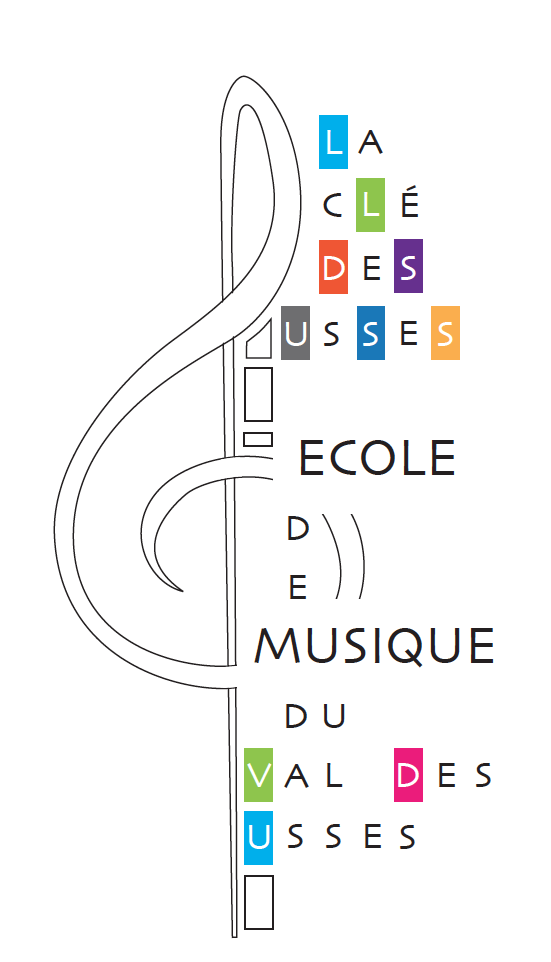 LA
CLÉ
DES
USSES
ECOLE
D
E
MUSIQUE
DU
VAL DES
USSES